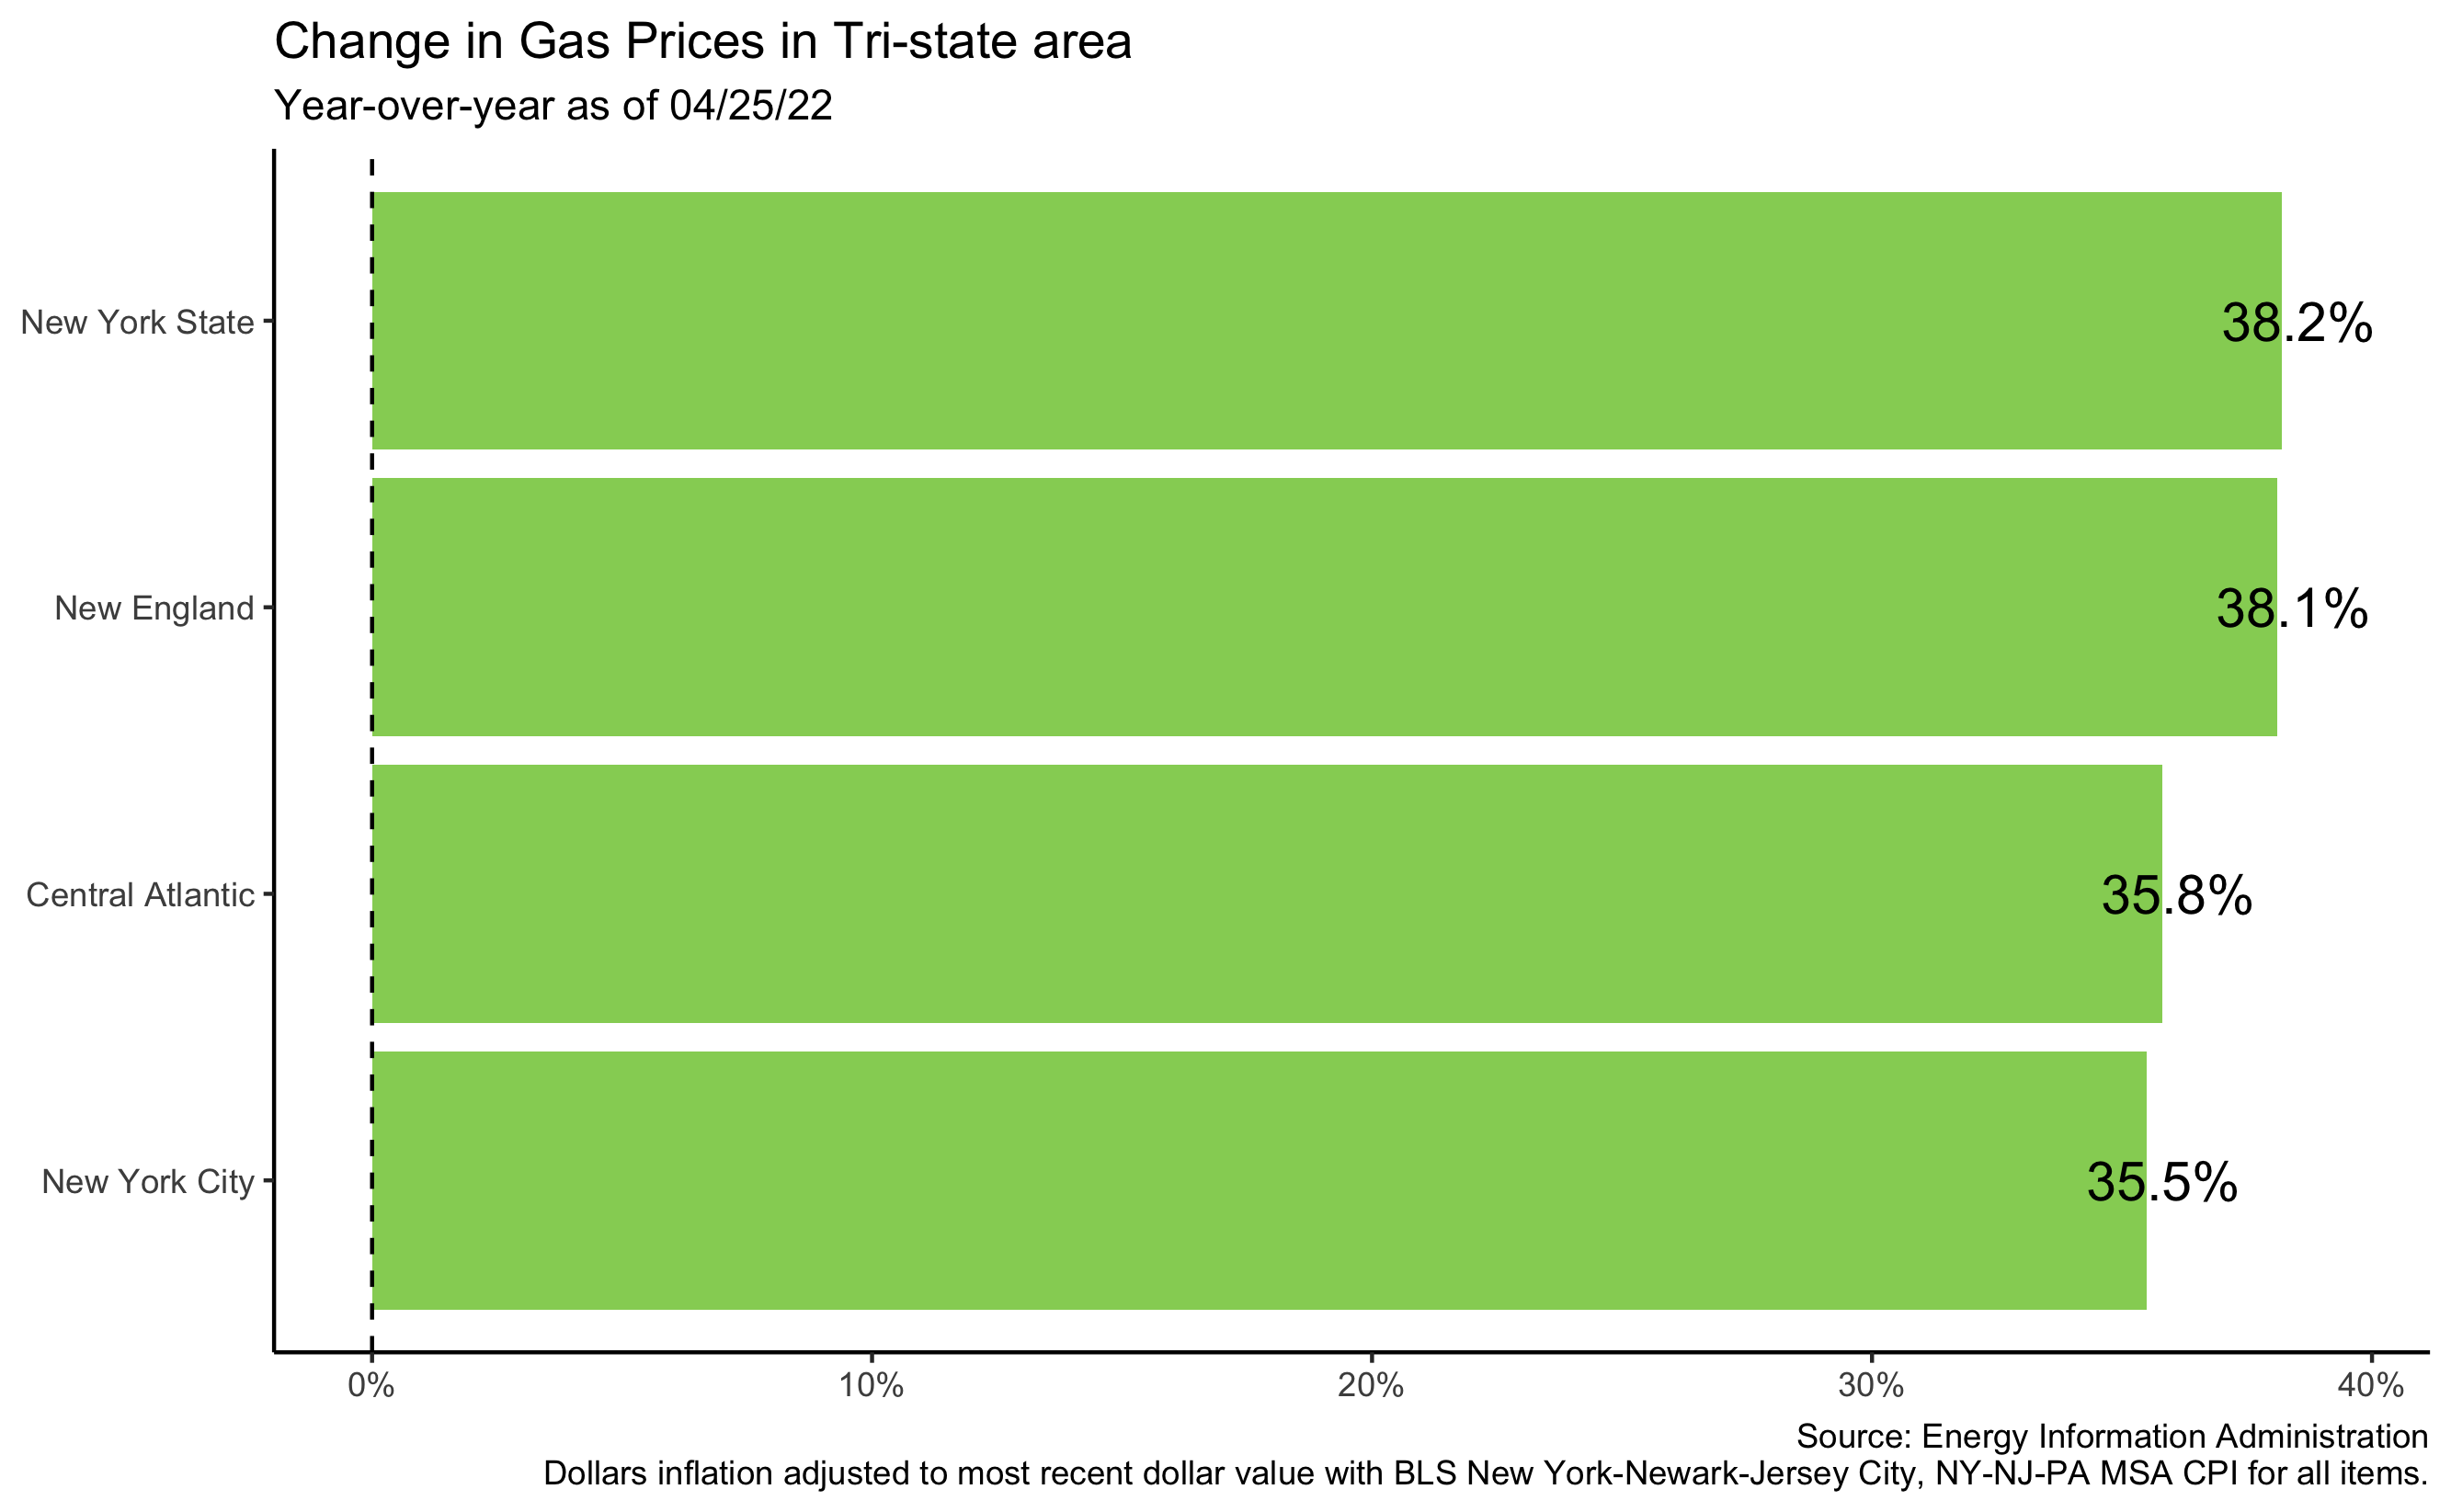 Change in Gas Prices in Tri-state area
Year-over-year as of 04/25/22
New York State
38.2%
New England
38.1%
Central Atlantic
35.8%
New York City
35.5%
0%
10%
20%
30%
40%
Source: Energy Information Administration
Dollars inflation adjusted to most recent dollar value with BLS New York-Newark-Jersey City, NY-NJ-PA MSA CPI for all items.